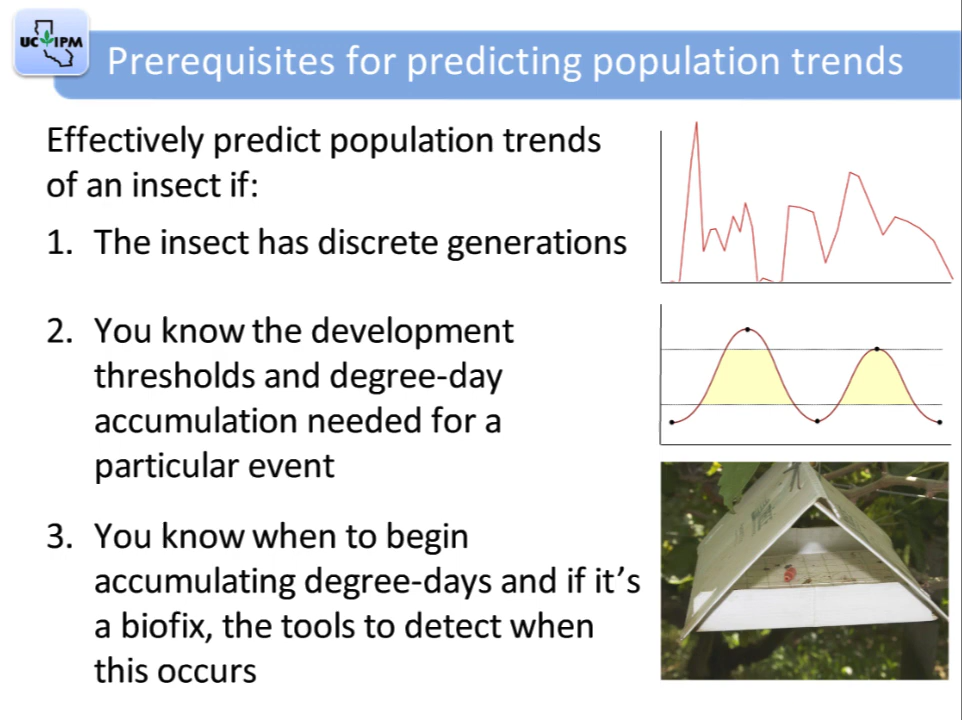 UC IPM
Prerequisites for predicting population trends
Effectively predict population trends
of an insect if:
1. The insect has discrete generations
2. You know the development
thresholds and degree-day
accumulation needed for a
particular event
3. You know when to begin
accumulating degree-days and if it’s
a biofix, the tools to detect when
this occurs